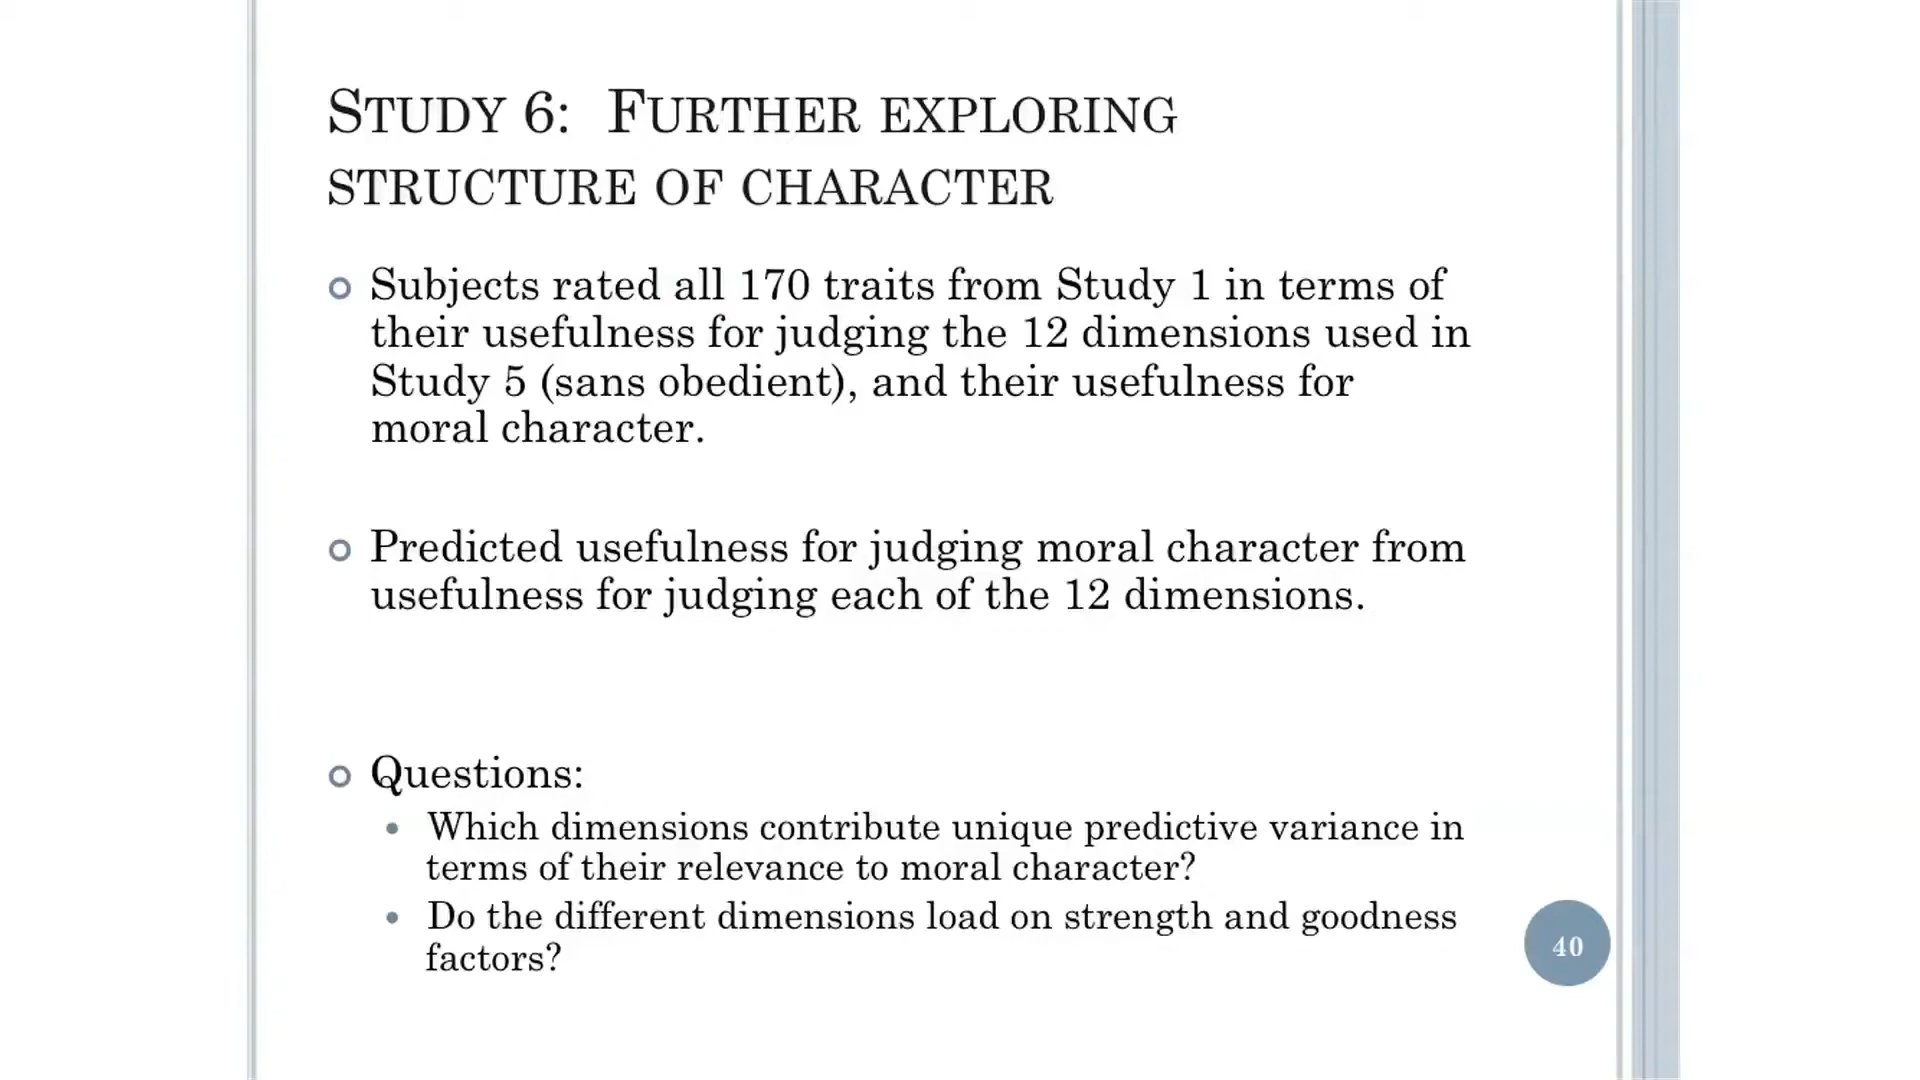 STUDY 6: FURTHER EXPLORING
STRUCTURE OF CHARACTER
Subjects rated all 170 traits from Study 1 in terms of
their usefulness for judging the 12 dimensions used in
Study 5 (sans obedient), and their usefulness for
moral character.
Predicted usefulness for judging moral character from
usefulness for judging each of the 12 dimensions.
Questions:
Which dimensions contribute unique predictive variance in
terms of their relevance to moral character?
Do the different dimensions load on strength and goodness
factors?
40